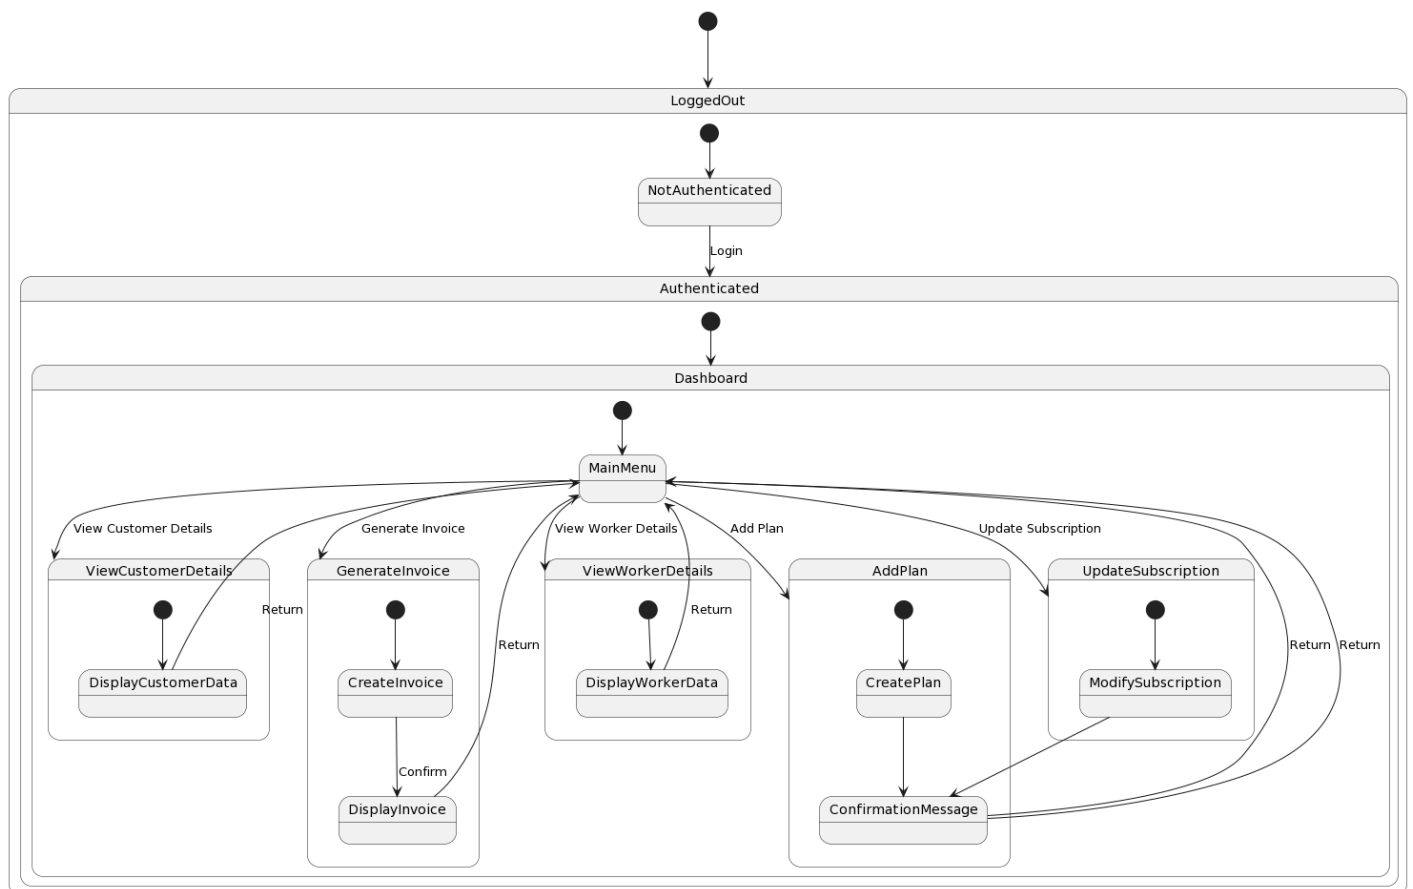 LoggedOut
NotAuthenticated
Login
Authenticated
Dashboard
MainMenu
View Customer Details
Generate Invoice
View Worker Details
Add Plan
Update Subscription
ViewCustomerDetails
GenerateInvoice
ViewWorkerDetails
AddPlan
UpdateSubscription
Return
Return
Return
Return
Return
DisplayCustomerData
CreateInvoice
DisplayWorkerData
CreatePlan
ModifySubscription
Confirm
DisplayInvoice
ConfirmationMessage